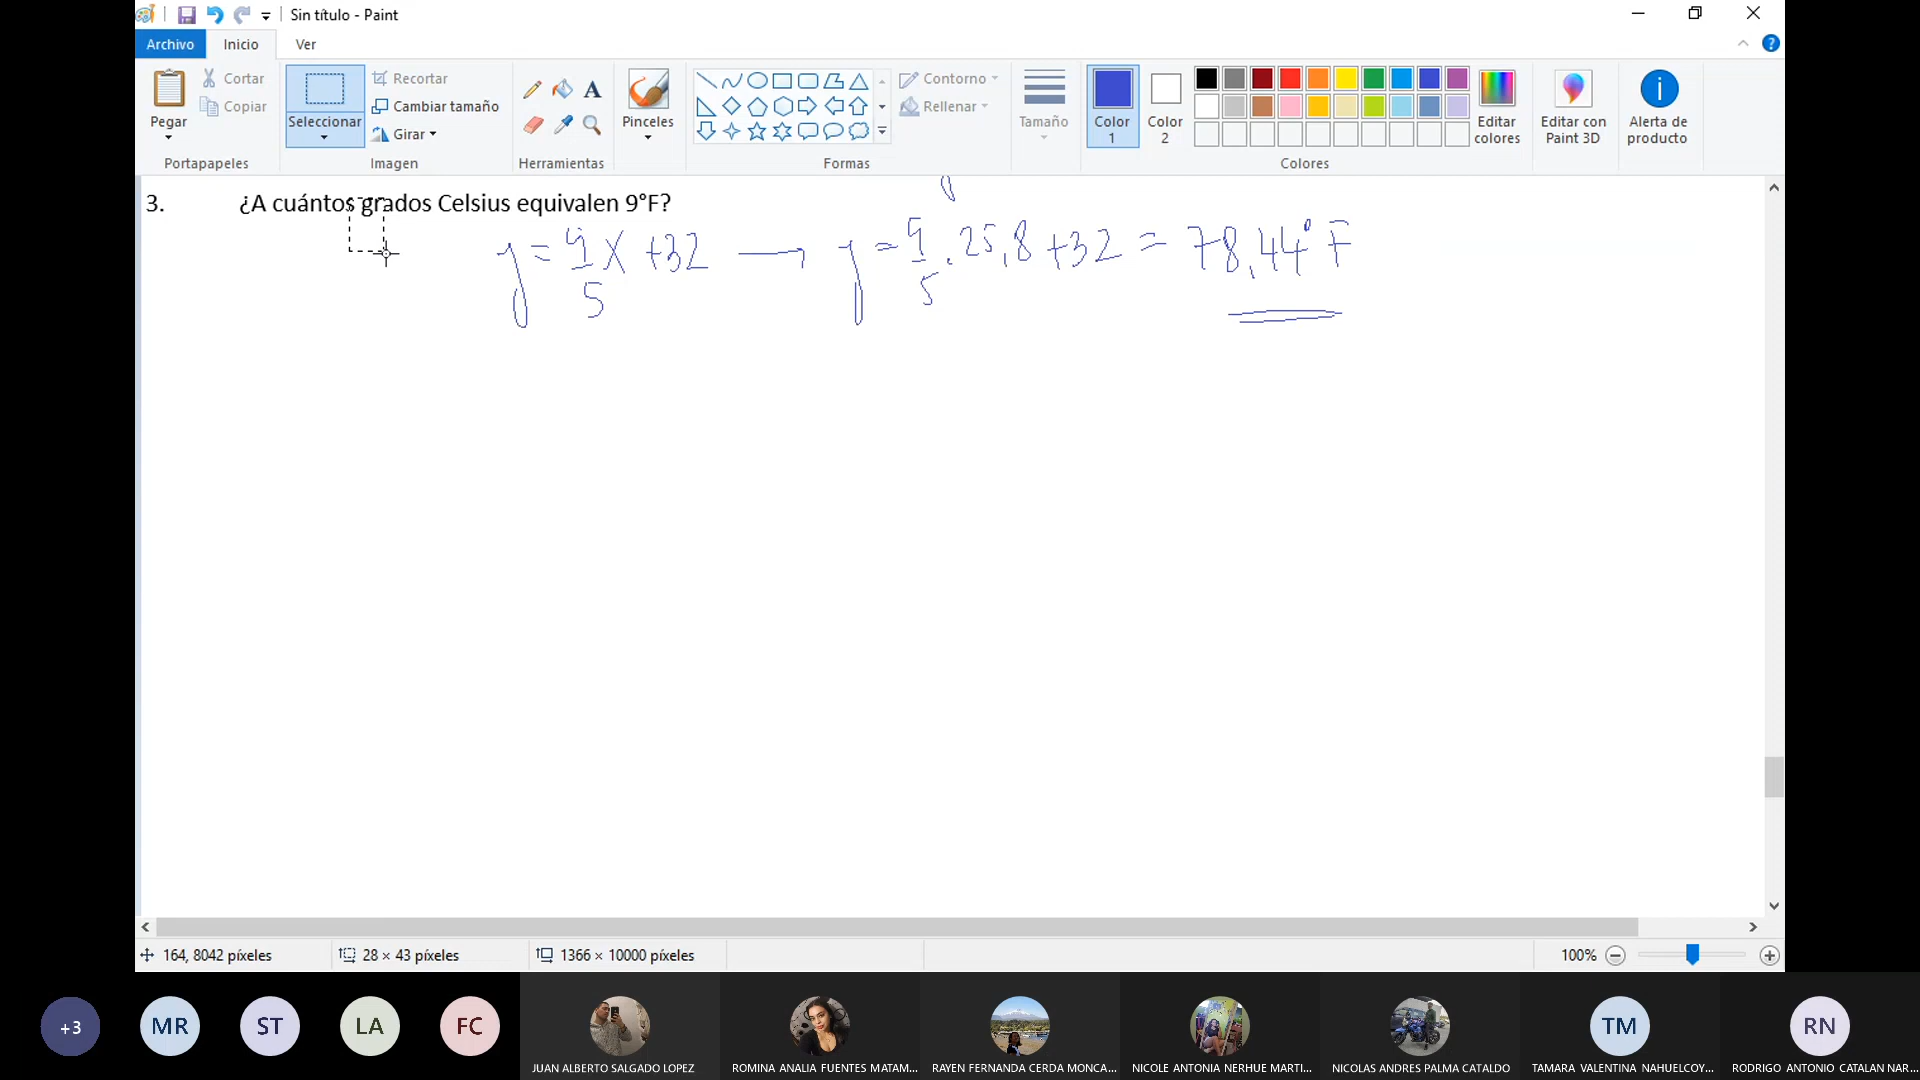 Sin título - Paint
Archivo Inicio Ver
Pegar
Cortar
Copiar
Portapapeles
Seleccionar
Recortar
Cambiar tamaño
Girar
Imagen
A
Herramientas
Pinceles
Formas
Contorno
Rellenar
Tamaño
Color 1
Color 2
Editar colores
Colores
Editar con Paint 3D
Alerta de producto
3. ¿A cuántos grados Celsius equivalen 9°F?
y = 9/5 x + 32 → y = 9/5 . 25,8 + 32 = 78,44° F
164, 8042 píxeles
28 × 43 píxeles
1366 × 10000 píxeles
100%
+3
MR
ST
LA
FC
TM
RN
JUAN ALBERTO SALGADO LOPEZ
ROMINA ANALIA FUENTES MATAM...
RAYEN FERNANDA CERDA MONCA...
NICOLE ANTONIA NERHUE MARTI...
NICOLAS ANDRES PALMA CATALDO
TAMARA VALENTINA NAHUELCOY...
RODRIGO ANTONIO CATALAN NAR...